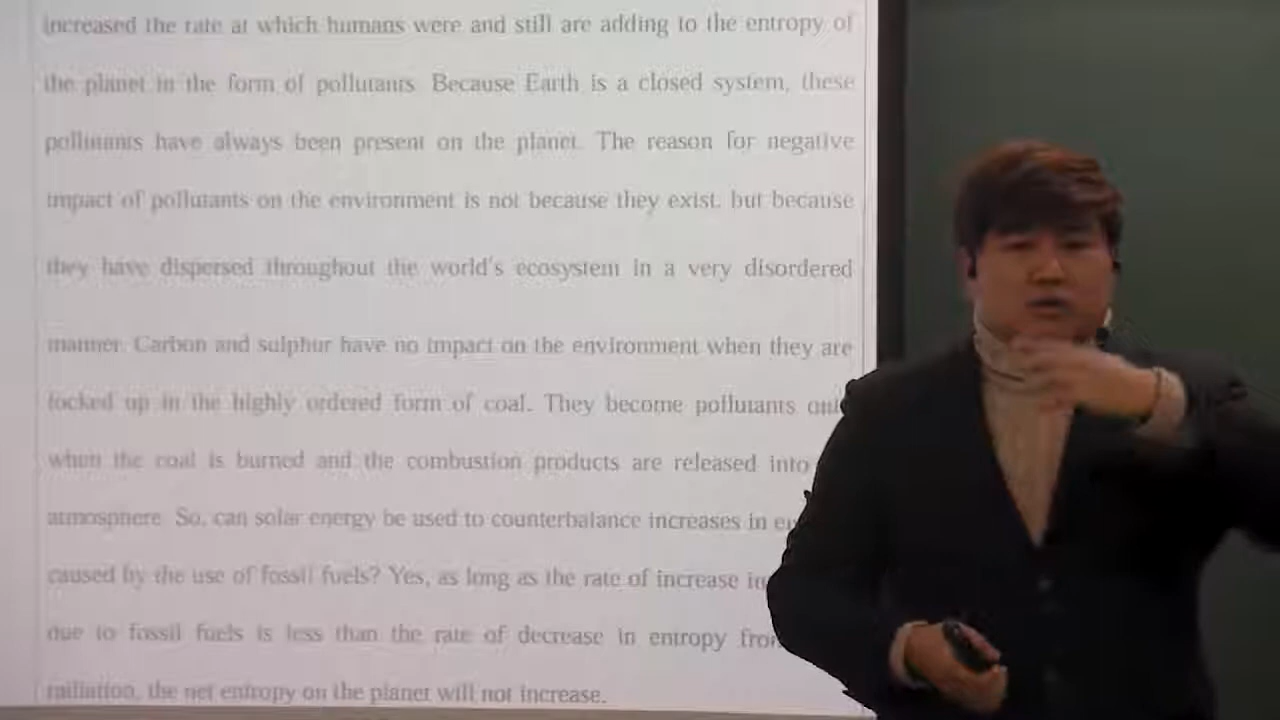 increased the rate at which humans were and still are adding to the entropy of
the planet in the form of pollutants. Because Earth is a closed system, these
pollutants have always been present on the planet. The reason for negative
impact of pollutants on the environment is not because they exist, but because
they have dispersed throughout the world's ecosystem in a very disordered
manner. Carbon and sulphur have no impact on the environment when they are
locked up in the highly ordered form of coal. They become pollutants
when the coal is burned and the combustion products are released into
atmosphere. So, can solar energy be used to counterbalance increases in
caused by the use of fossil fuels? Yes, as long as the rate of increase
due to fossil fuels is less than the rate of decrease in entropy
radiation, the net entropy on the planet will not increase.